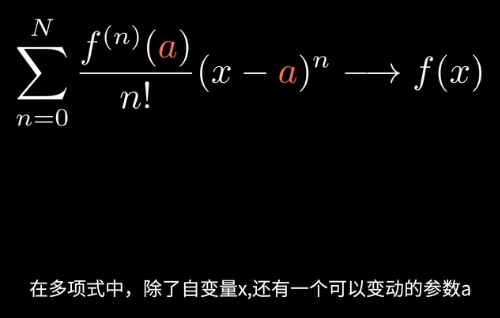 \sum_{n=0}^{N} \frac{f^{(n)}(a)}{n!}(x-a)^n \longrightarrow f(x)
在多项式中，除了自变量x,还有一个可以变动的参数a